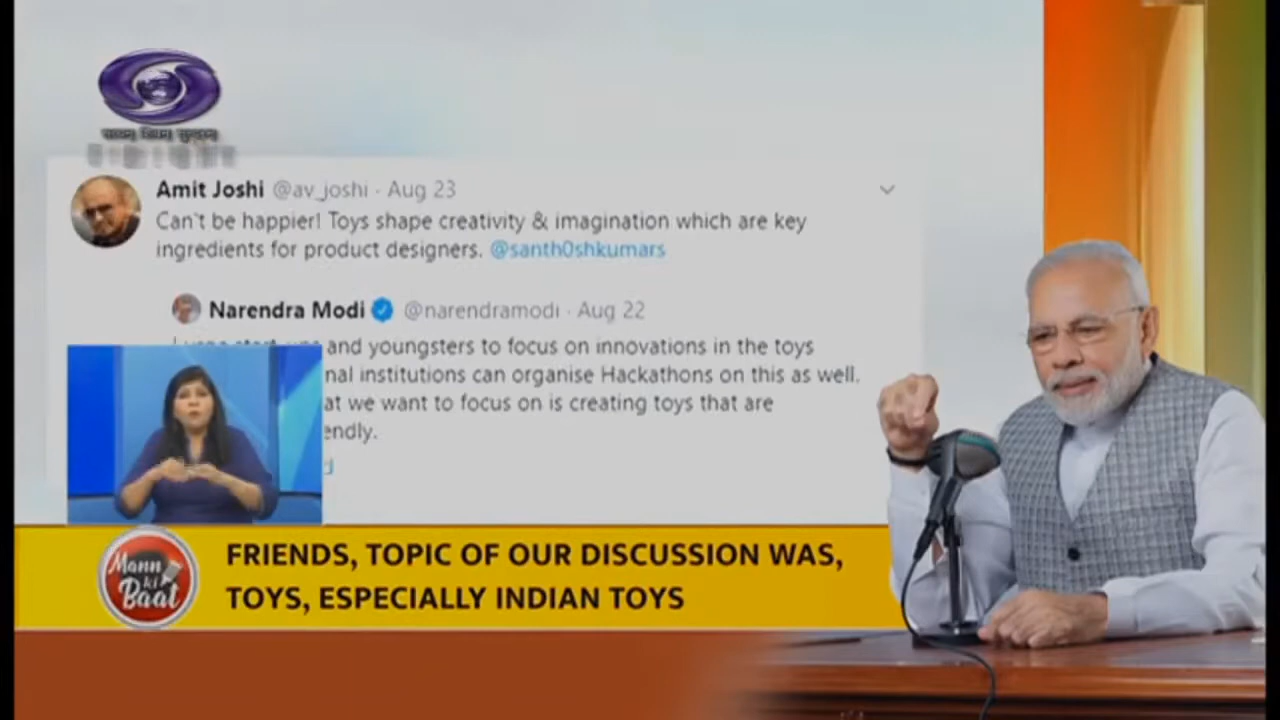 सत्यम् शिवम् सुन्दरम्
Amit Joshi @av_joshi · Aug 23
Can't be happier! Toys shape creativity & imagination which are key
ingredients for product designers. @santh0shkumars
Narendra Modi @narendramodi · Aug 22
and youngsters to focus on innovations in the toys
nal institutions can organise Hackathons on this as well.
at we want to focus on is creating toys that are
endly.
Mann
ki
Baat
FRIENDS, TOPIC OF OUR DISCUSSION WAS,
TOYS, ESPECIALLY INDIAN TOYS